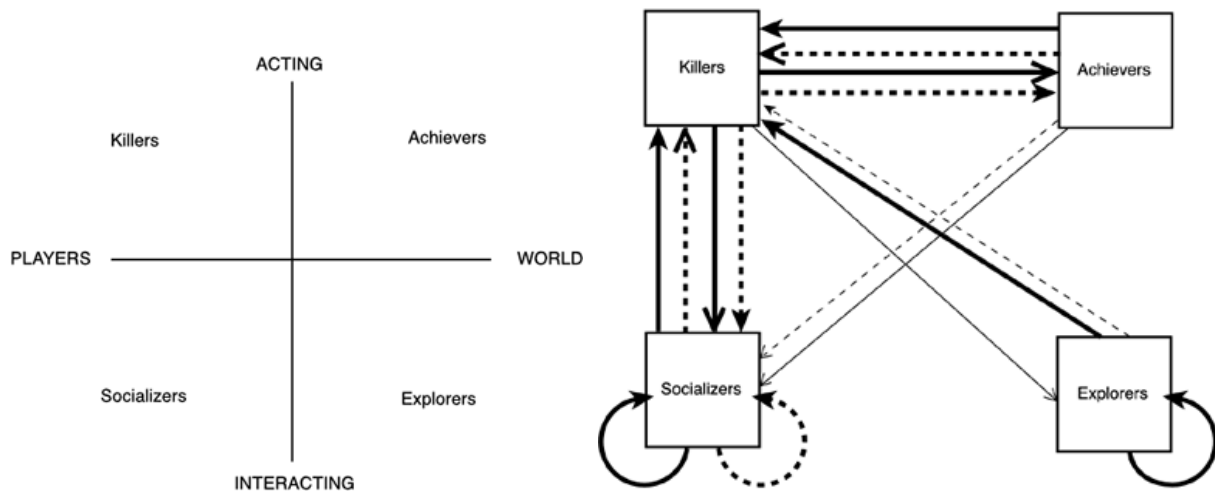 ACTING
Killers
Achievers
PLAYERS
WORLD
Socializers
Explorers
INTERACTING
Killers
Achievers
Socializers
Explorers